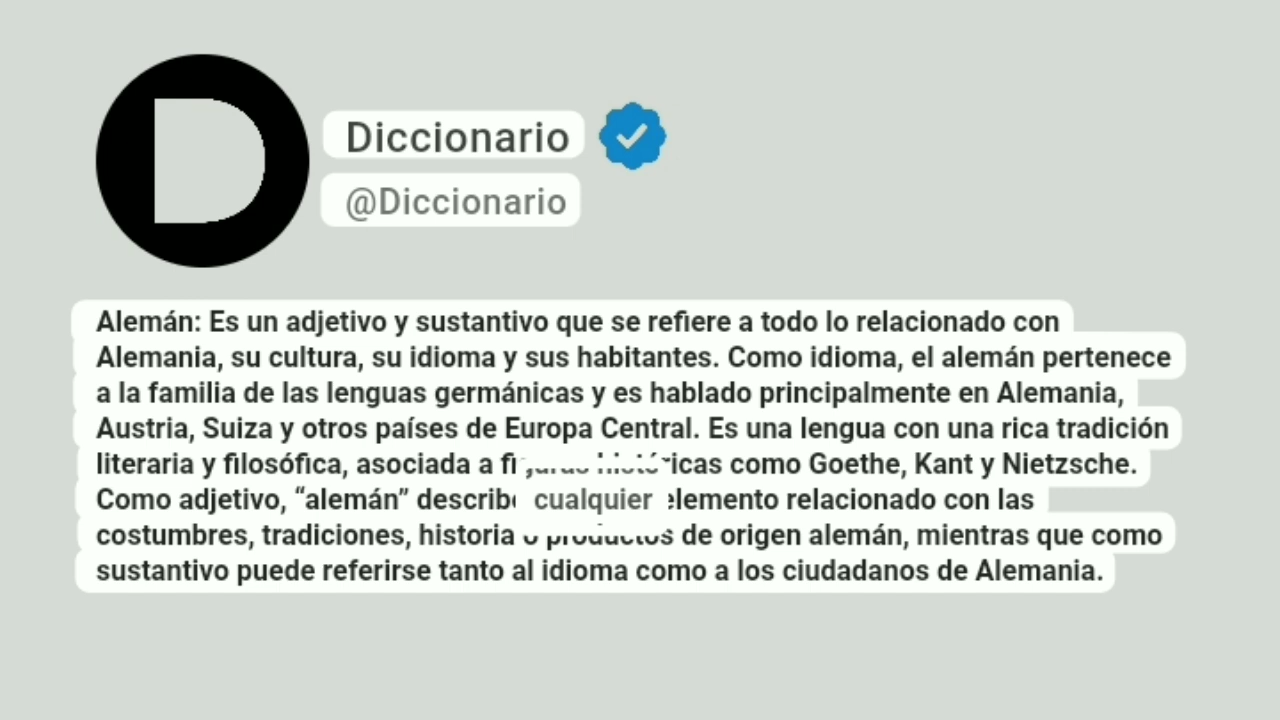 D
Diccionario
@Diccionario
Alemán: Es un adjetivo y sustantivo que se refiere a todo lo relacionado con
Alemania, su cultura, su idioma y sus habitantes. Como idioma, el alemán pertenece
a la familia de las lenguas germánicas y es hablado principalmente en Alemania,
Austria, Suiza y otros países de Europa Central. Es una lengua con una rica tradición
literaria y filosófica, asociada a figuras históricas como Goethe, Kant y Nietzsche.
Como adjetivo, “alemán” describe cualquier elemento relacionado con las
costumbres, tradiciones, historia o productos de origen alemán, mientras que como
sustantivo puede referirse tanto al idioma como a los ciudadanos de Alemania.